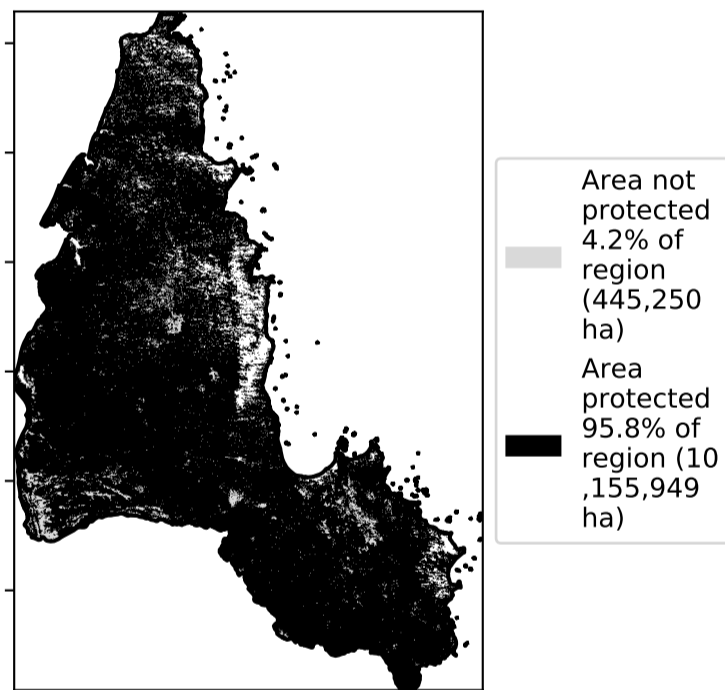 Area not
protected
4.2% of
region
(445,250
ha)
Area
protected
95.8% of
region (10
,155,949
ha)